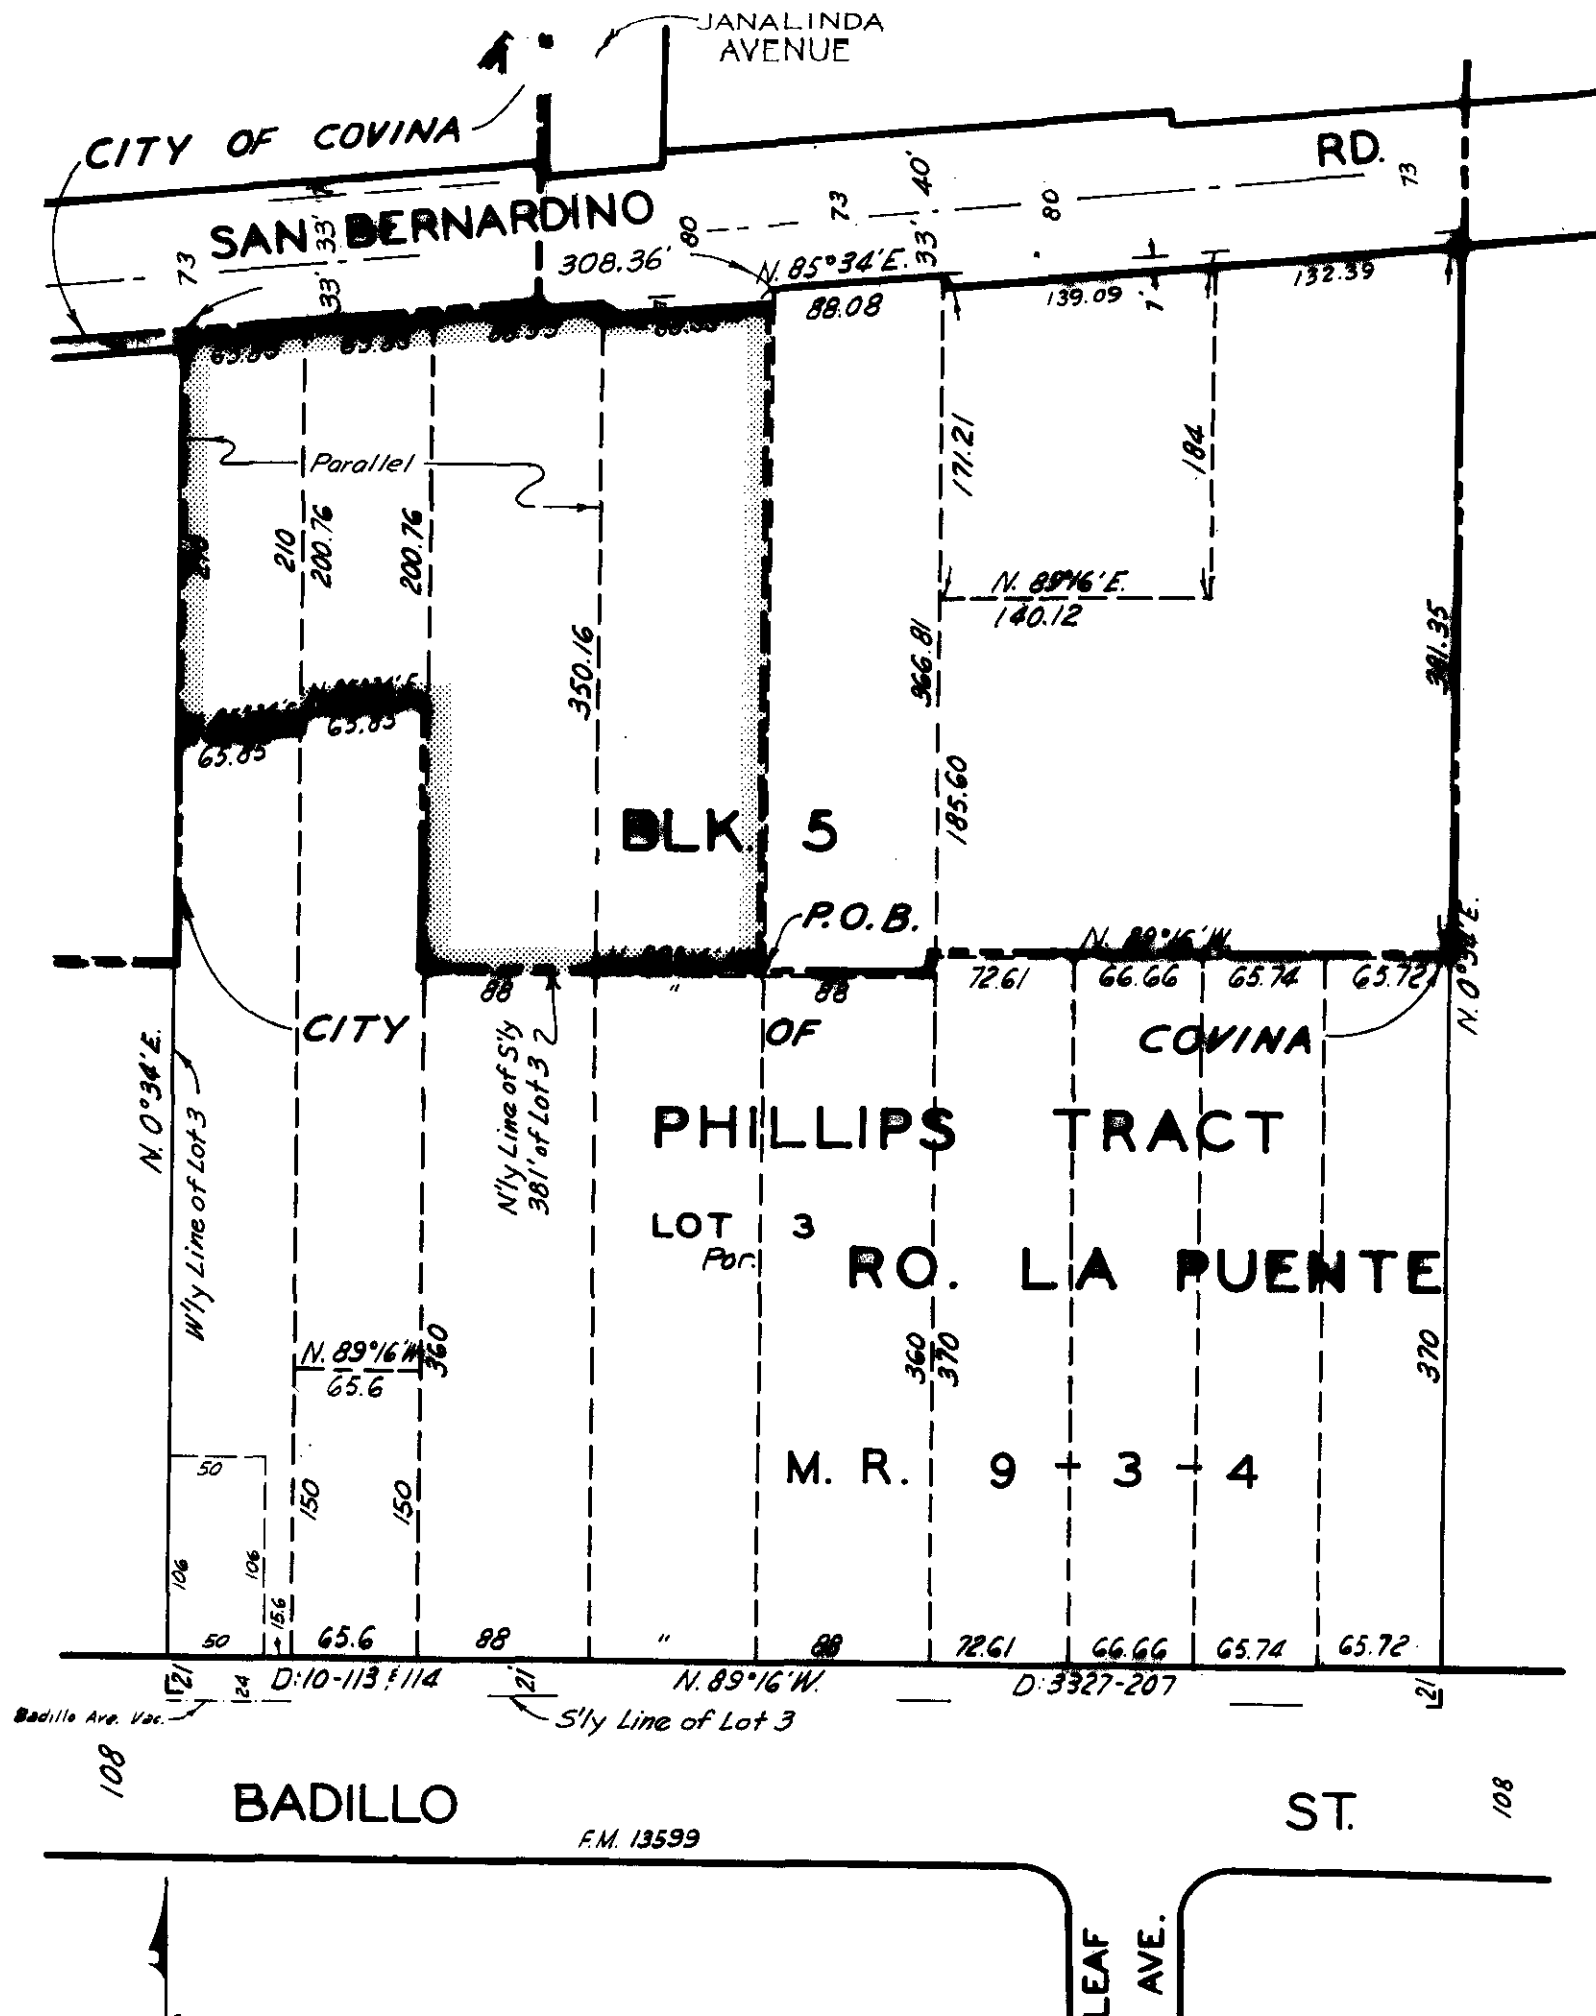 JANALINDA
AVENUE
CITY OF COVINA
RD.
SAN BERNARDINO
73
33'
33'
308.36'
80
73
40'
33'
80
73
N. 85°34'E.
88.08
139.09
1'
132.39
Parallel
171.21
184
210
200.76
200.76
N. 89°16'E.
140.12
350.16
366.81
391.35
65.85
65.85
185.60
BLK. 5
P.O.B.
N. 89°16'W.
88
"
88
72.61
66.66
65.74
65.72
N. 0°34'E.
CITY
OF
COVINA
N. 0°34'E.
W'ly Line of Lot 3
N'ly Line of S'ly
381' of Lot 3
PHILLIPS TRACT
LOT 3
Por.
RO. LA PUENTE
N. 89°16'W
65.6
360
360
370
370
M. R. 9-3-4
50
150
150
106
106
15.6
50
65.6
88
"
88
72.61
66.66
65.74
65.72
21
24
D:10-113 & 114
21
N. 89°16'W.
D:3327-207
21
Badillo Ave. Vac.
S'ly Line of Lot 3
108
BADILLO
ST.
108
F.M. 13599
LEAF
AVE.